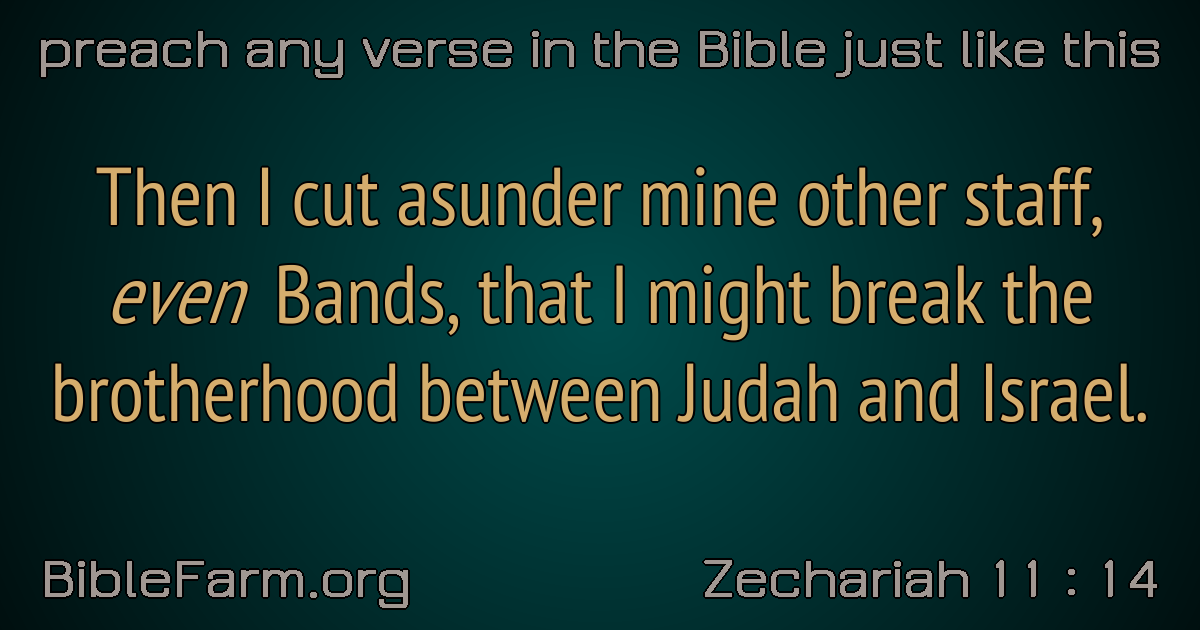 preach any verse in the Bible just like this
Then I cut asunder mine other staff,
even Bands, that I might break the
brotherhood between Judah and Israel.
BibleFarm.org
Zechariah 11 : 14